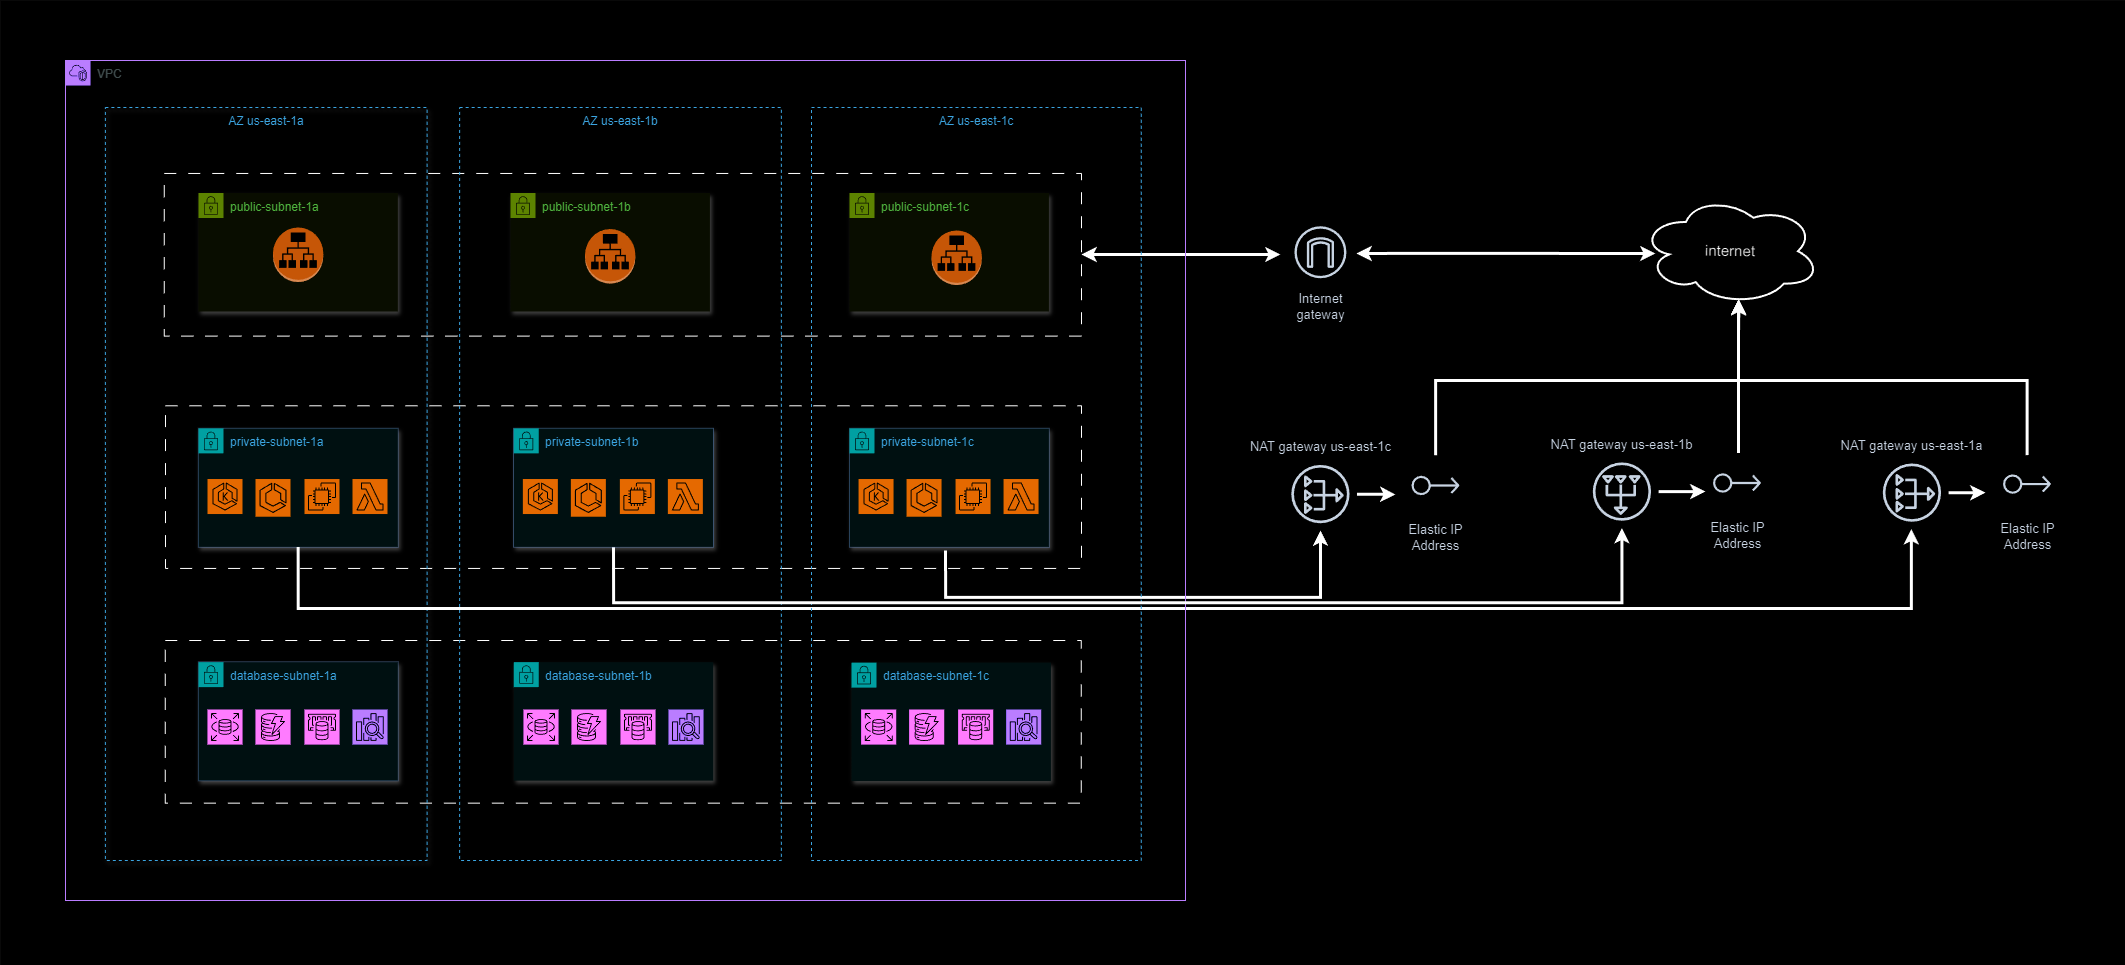 VPC
AZ us-east-1a
AZ us-east-1b
AZ us-east-1c
public-subnet-1a
public-subnet-1b
public-subnet-1c
internet
Internet
gateway
private-subnet-1a
private-subnet-1b
private-subnet-1c
NAT gateway us-east-1c
NAT gateway us-east-1b
NAT gateway us-east-1a
K
K
K
Elastic IP
Address
Elastic IP
Address
Elastic IP
Address
database-subnet-1a
database-subnet-1b
database-subnet-1c